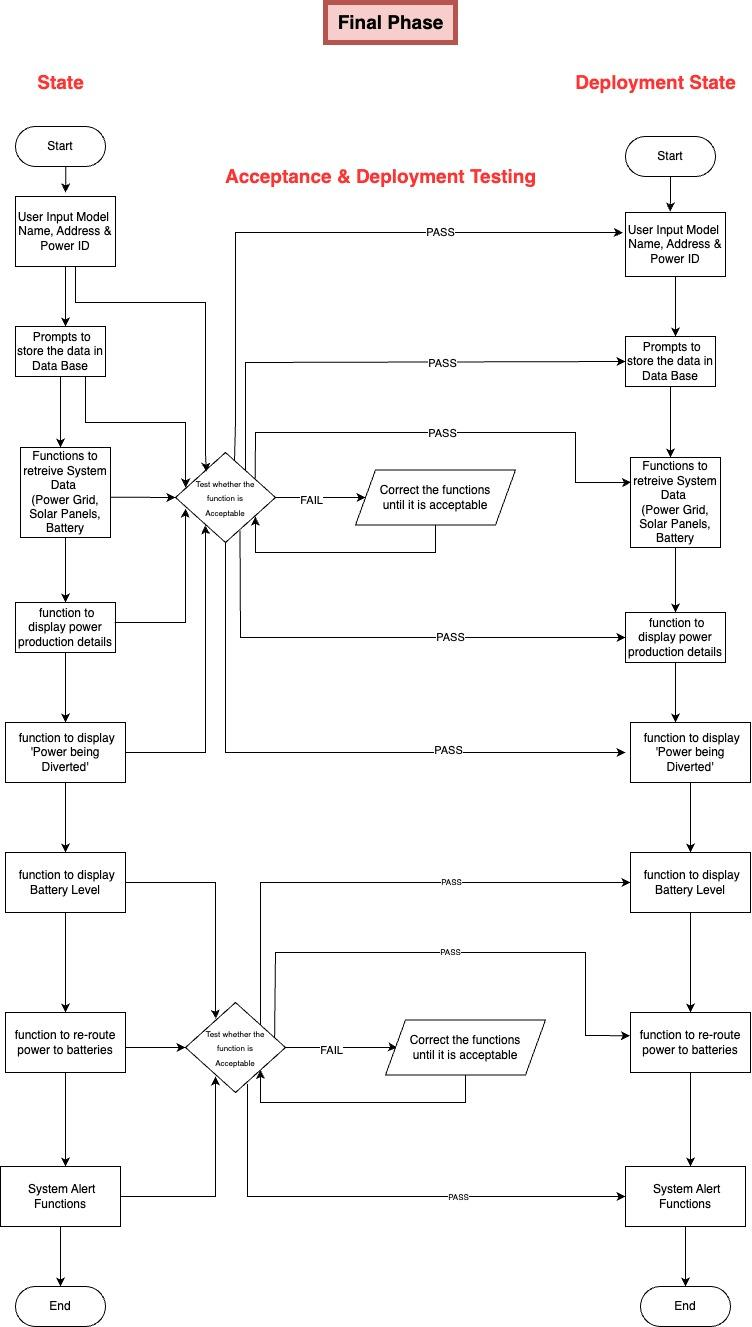 Final Phase
State
Deployment State
Start
Start
Acceptance & Deployment Testing
User Input Model
Name, Address &
Power ID
PASS
User Input Model
Name, Address &
Power ID
Prompts to
store the data in
Data Base
PASS
Prompts to
store the data in
Data Base
PASS
Functions to
retreive System
Data
(Power Grid,
Solar Panels,
Battery
Test whether the
function is
Acceptable
FAIL
Correct the functions
until it is acceptable
Functions to
retreive System
Data
(Power Grid,
Solar Panels,
Battery
function to
display power
production details
PASS
function to
display power
production details
function to display
'Power being
Diverted'
PASS
function to display
'Power being
Diverted'
function to display
Battery Level
PASS
function to display
Battery Level
PASS
function to re-route
power to batteries
Test whether the
function is
Acceptable
FAIL
Correct the functions
until it is acceptable
function to re-route
power to batteries
System Alert
Functions
PASS
System Alert
Functions
End
End